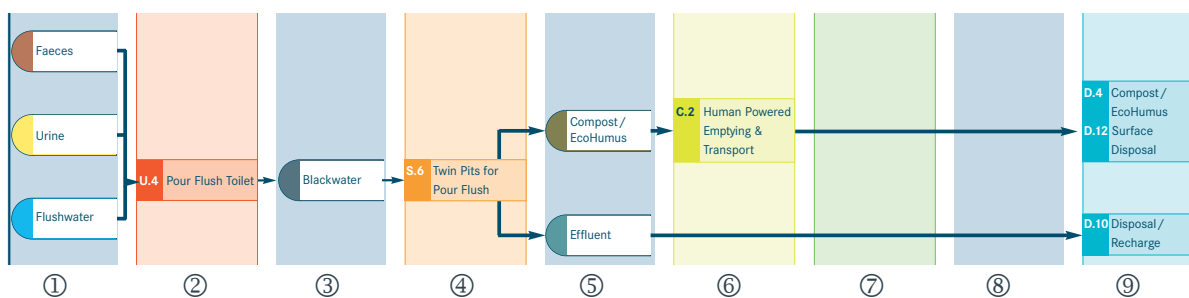 Faeces
Urine
Flushwater
U.4 Pour Flush Toilet
Blackwater
S.6 Twin Pits for
Pour Flush
Compost /
EcoHumus
Effluent
C.2 Human Powered
Emptying &
Transport
D.4 Compost /
EcoHumus
D.12 Surface
Disposal
D.10 Disposal /
Recharge
① ② ③ ④ ⑤ ⑥ ⑦ ⑧ ⑨